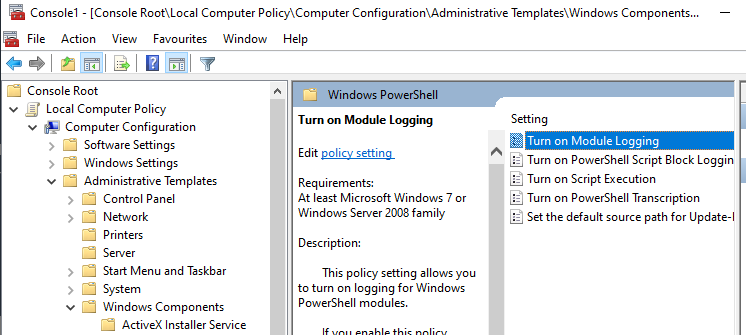 Console1 - [Console Root\Local Computer Policy\Computer Configuration\Administrative Templates\Windows Components...
File Action View Favourites Window Help
Console Root
Local Computer Policy
Computer Configuration
Software Settings
Windows Settings
Administrative Templates
Control Panel
Network
Printers
Server
Start Menu and Taskbar
System
Windows Components
ActiveX Installer Service
Windows PowerShell
Turn on Module Logging
Edit policy setting
Requirements:
At least Microsoft Windows 7 or
Windows Server 2008 family
Description:
This policy setting allows you
to turn on logging for Windows
PowerShell modules.
If you enable this policy
Setting
Turn on Module Logging
Turn on PowerShell Script Block Loggin
Turn on Script Execution
Turn on PowerShell Transcription
Set the default source path for Update-